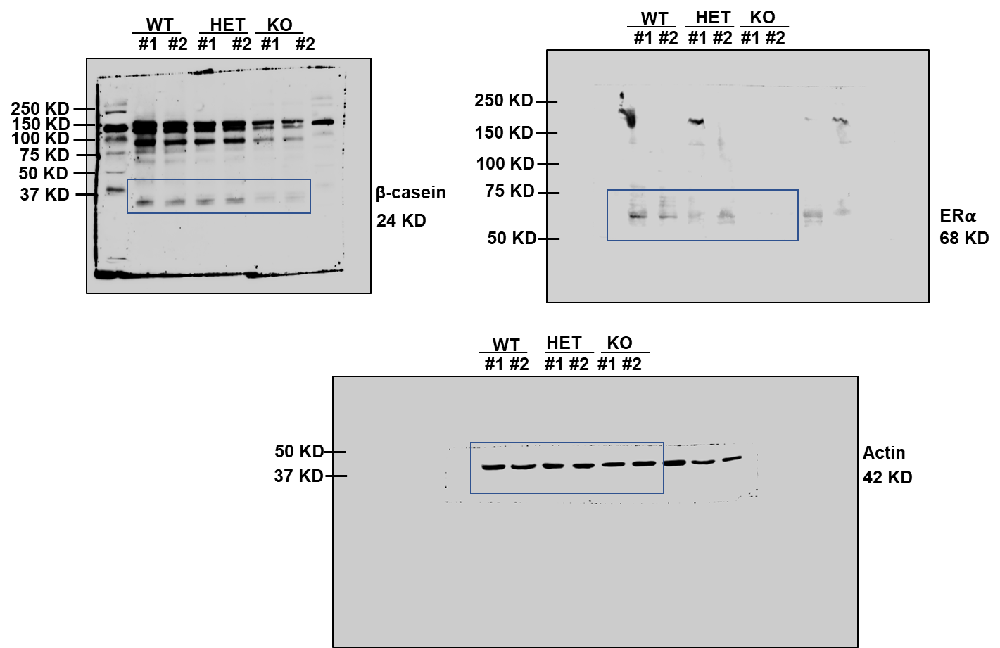 WT HET KO
#1 #2 #1 #2 #1 #2
250 KD
150 KD
100 KD
75 KD
50 KD
37 KD
β-casein
24 KD
WT HET KO
#1 #2 #1 #2 #1 #2
250 KD
150 KD
100 KD
75 KD
50 KD
ERα
68 KD
WT HET KO
#1 #2 #1 #2 #1 #2
50 KD
37 KD
Actin
42 KD